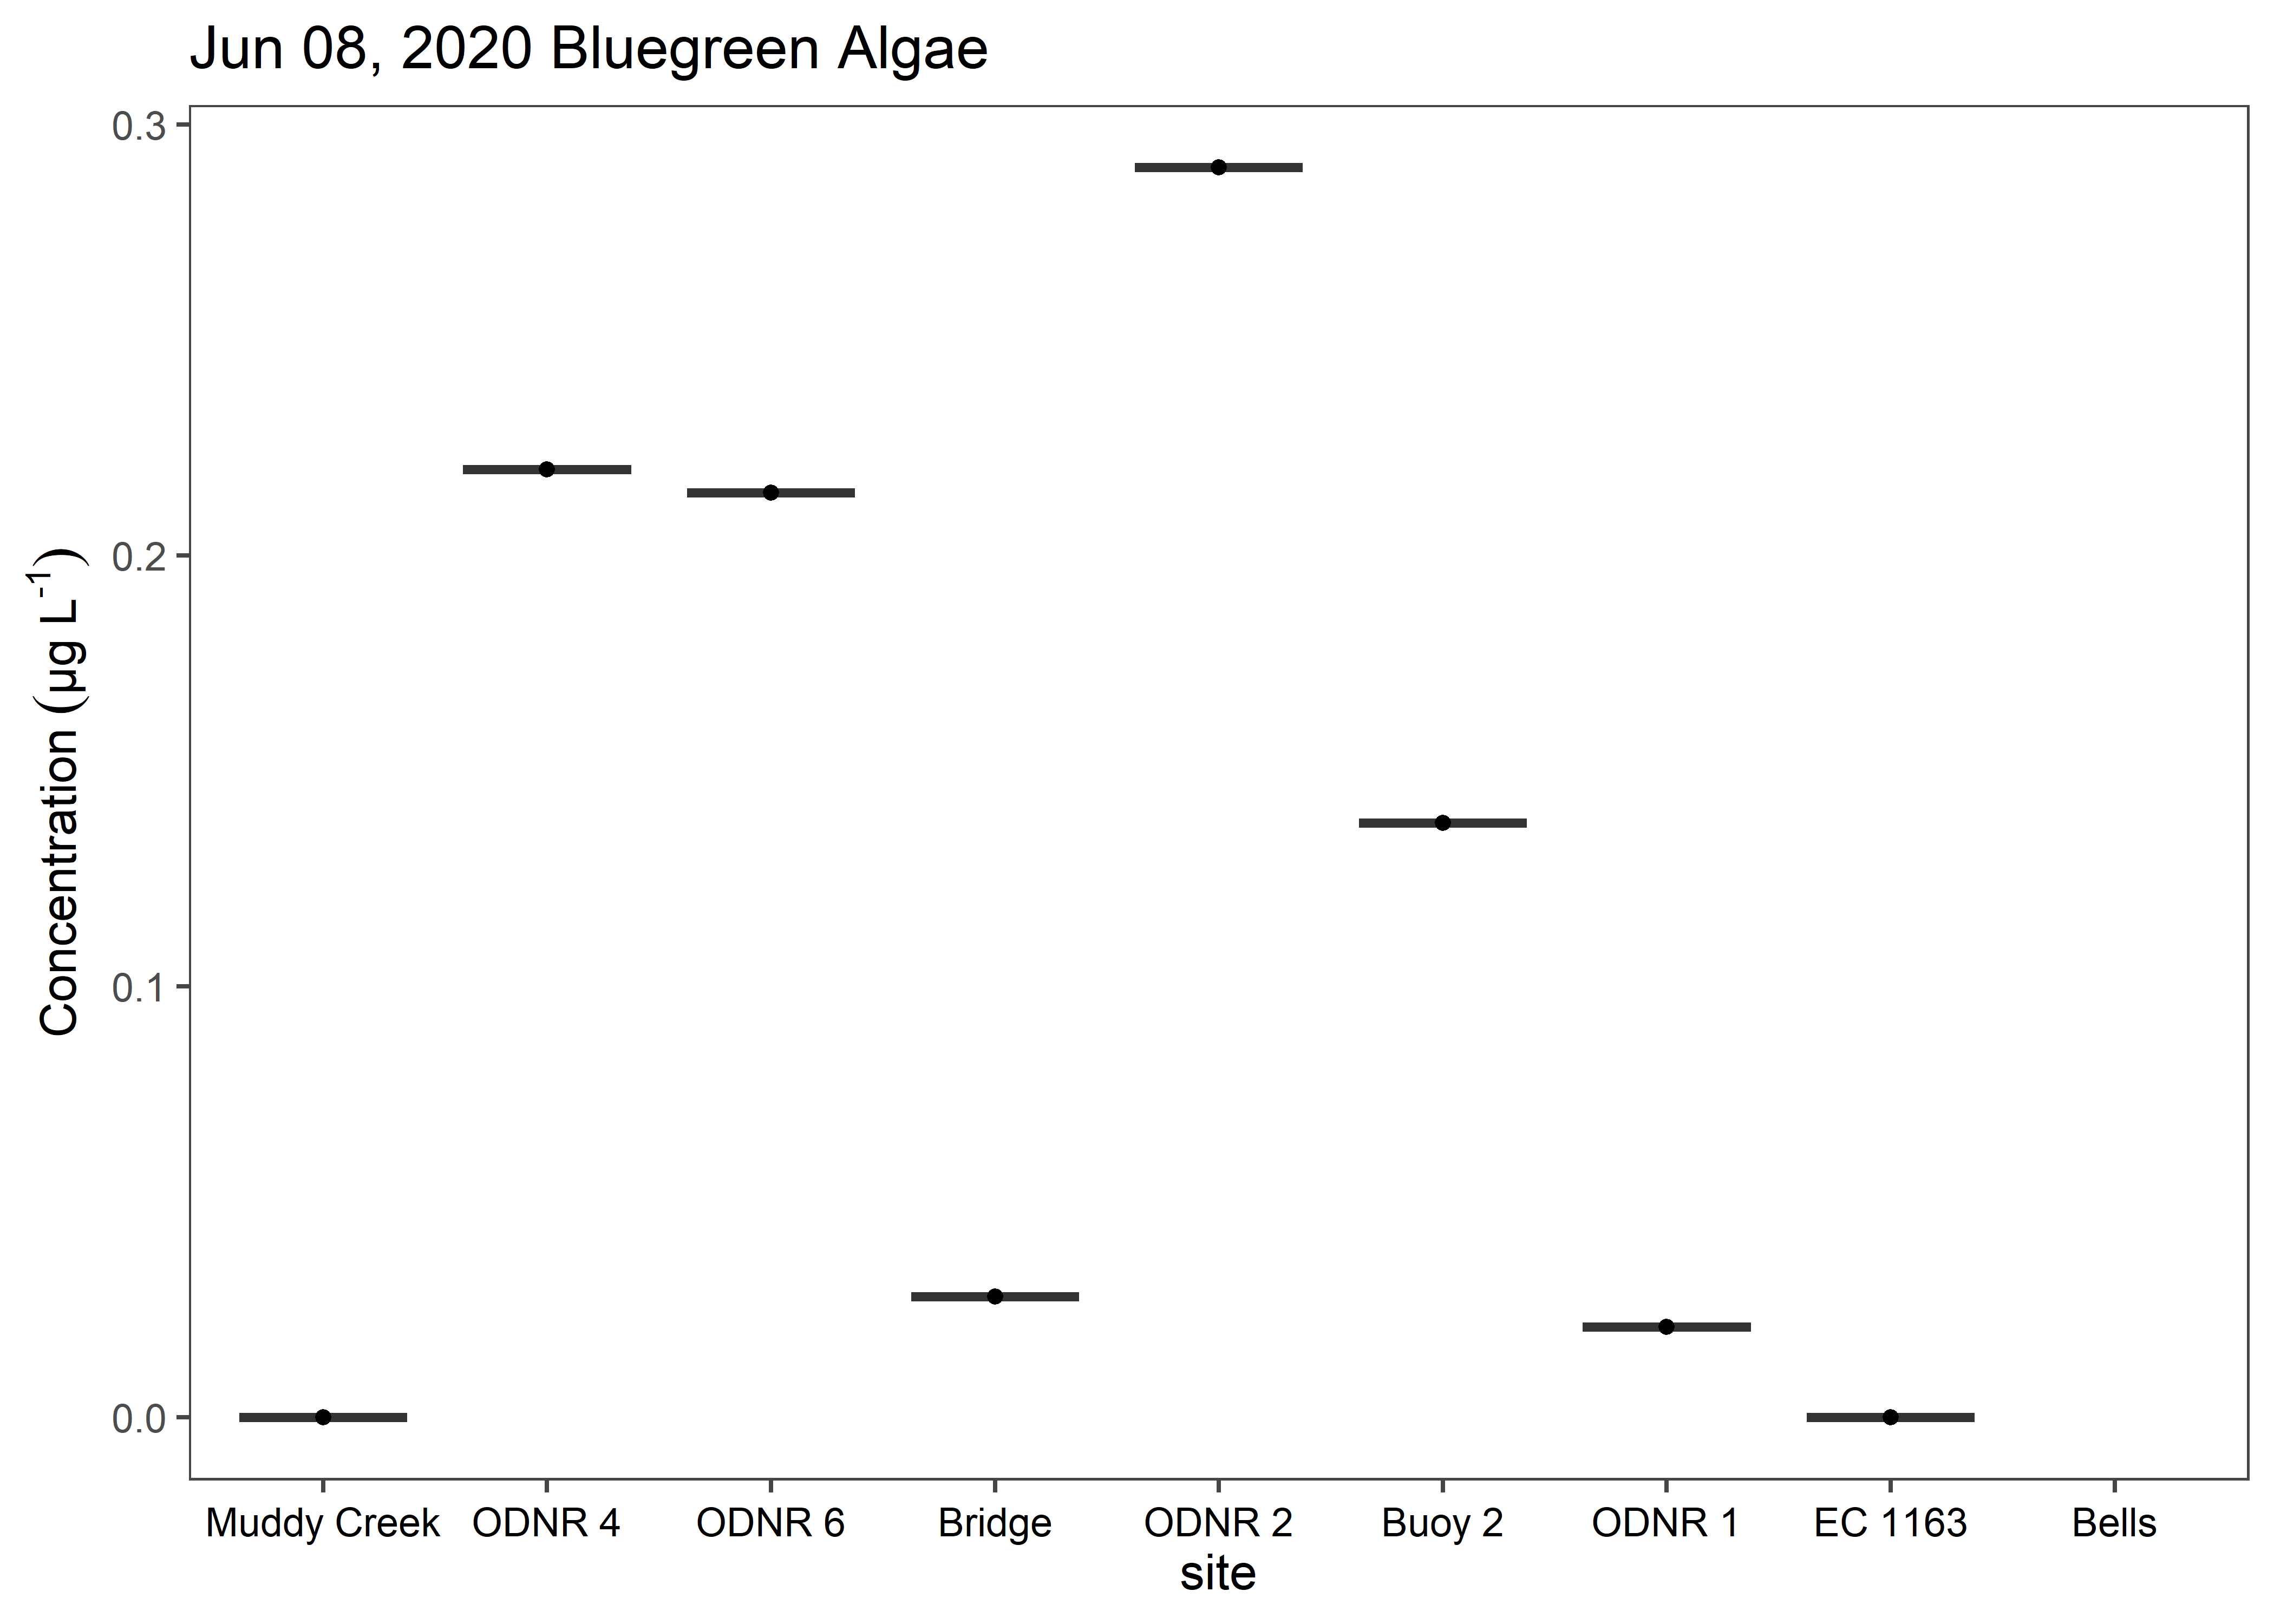 Jun 08, 2020 Bluegreen Algae
Concentration (µg L⁻¹)
0.3
0.2
0.1
0.0
Muddy Creek ODNR 4 ODNR 6 Bridge ODNR 2 Buoy 2 ODNR 1 EC 1163 Bells
site